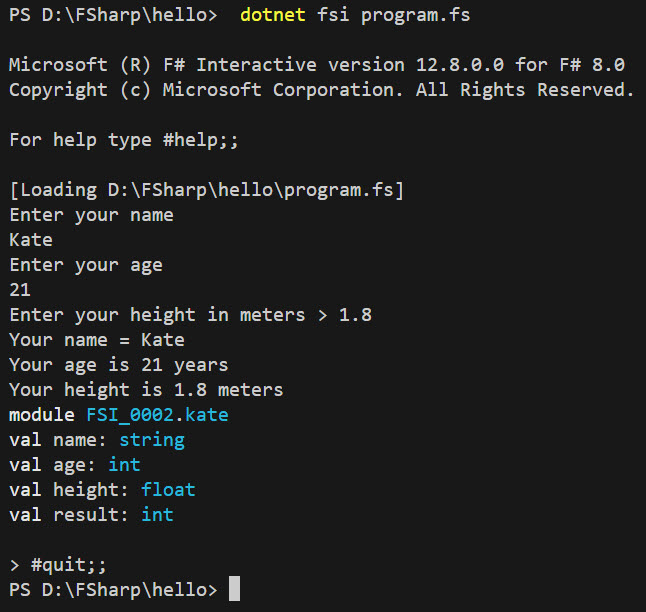 PS D:\FSharp\hello>  dotnet fsi program.fs
Microsoft (R) F# Interactive version 12.8.0.0 for F# 8.0
Copyright (c) Microsoft Corporation. All Rights Reserved.
For help type #help;;
[Loading D:\FSharp\hello\program.fs]
Enter your name
Kate
Enter your age
21
Enter your height in meters > 1.8
Your name = Kate
Your age is 21 years
Your height is 1.8 meters
module FSI_0002.kate
val name: string
val age: int
val height: float
val result: int
> #quit;;
PS D:\FSharp\hello>